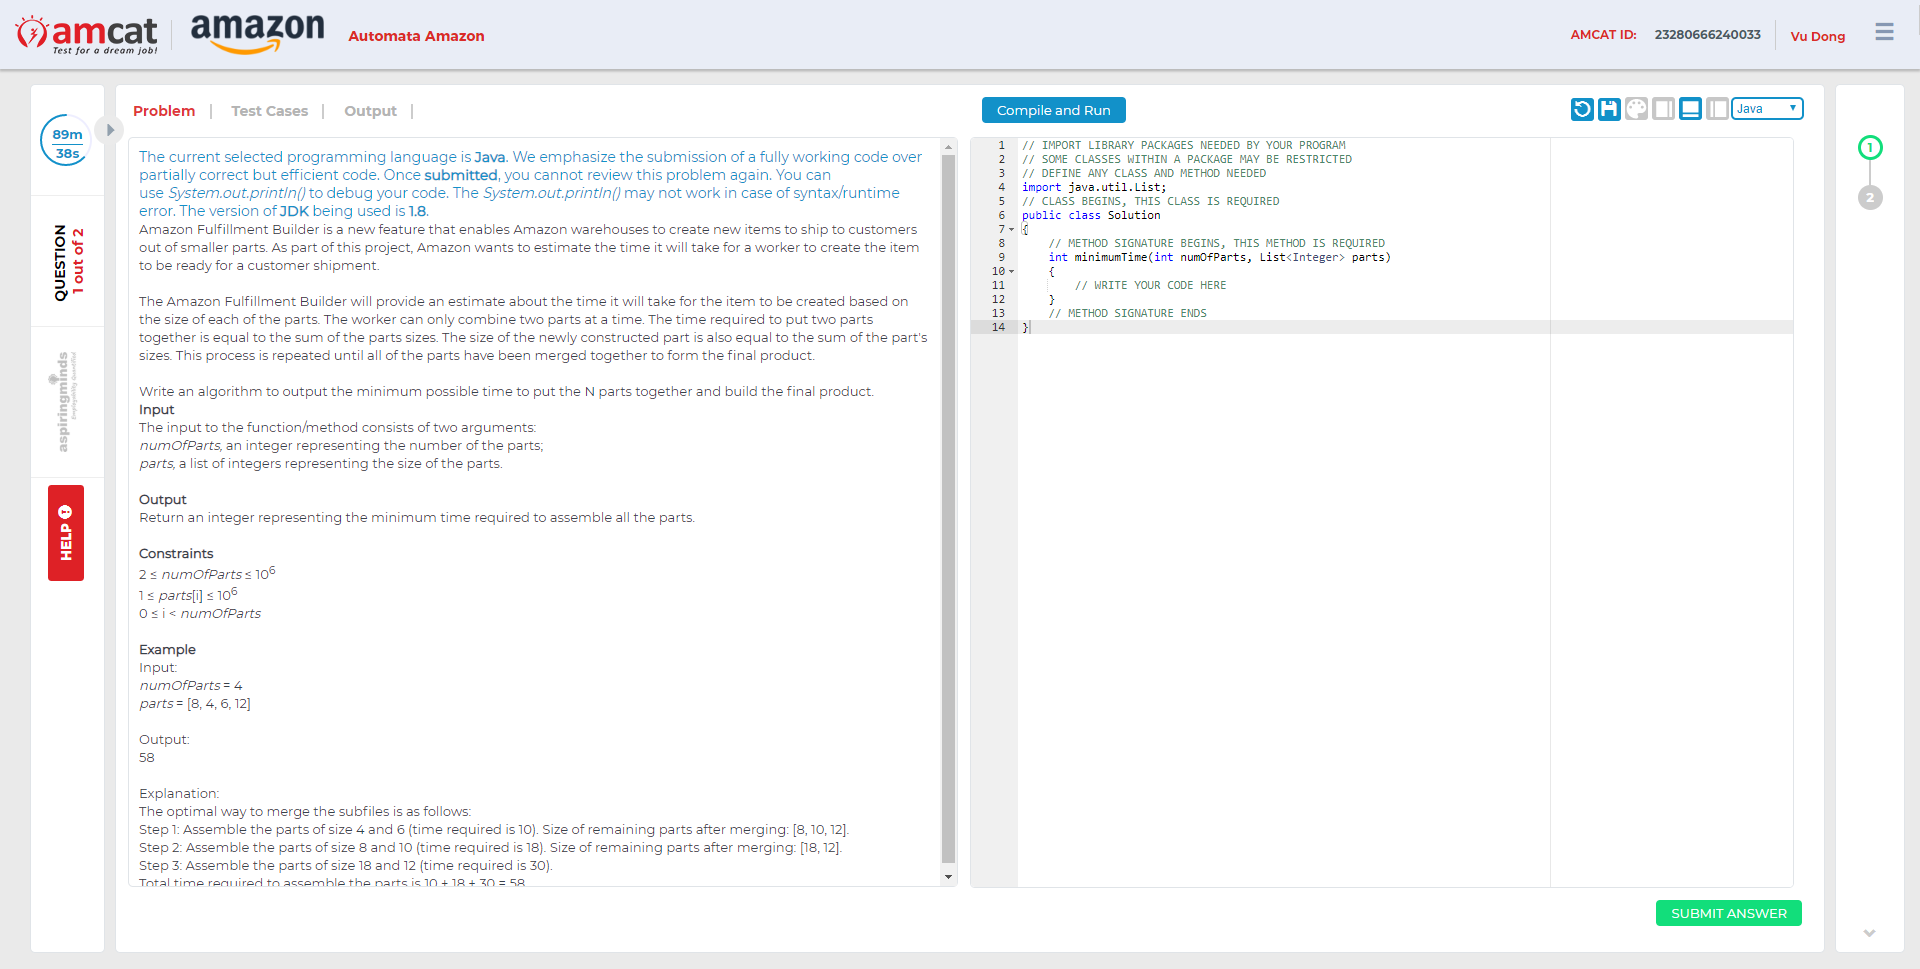 amcat
Test for a dream job!
amazon
Automata Amazon
AMCAT ID: 23280666240033
Vu Dong
89m
38s
QUESTION
1 out of 2
aspiringminds
Employability Quantified
HELP
Problem | Test Cases | Output |
The current selected programming language is Java. We emphasize the submission of a fully working code over
partially correct but efficient code. Once submitted, you cannot review this problem again. You can
use System.out.println() to debug your code. The System.out.println() may not work in case of syntax/runtime
error. The version of JDK being used is 1.8.
Amazon Fulfillment Builder is a new feature that enables Amazon warehouses to create new items to ship to customers
out of smaller parts. As part of this project, Amazon wants to estimate the time it will take for a worker to create the item
to be ready for a customer shipment.
The Amazon Fulfillment Builder will provide an estimate about the time it will take for the item to be created based on
the size of each of the parts. The worker can only combine two parts at a time. The time required to put two parts
together is equal to the sum of the parts sizes. The size of the newly constructed part is also equal to the sum of the part's
sizes. This process is repeated until all of the parts have been merged together to form the final product.
Write an algorithm to output the minimum possible time to put the N parts together and build the final product.
Input
The input to the function/method consists of two arguments:
numOfParts, an integer representing the number of the parts;
parts, a list of integers representing the size of the parts.
Output
Return an integer representing the minimum time required to assemble all the parts.
Constraints
2 ≤ numOfParts ≤ 10⁶
1 ≤ parts[i] ≤ 10⁶
0 ≤ i < numOfParts
Example
Input:
numOfParts = 4
parts = [8, 4, 6, 12]
Output:
58
Explanation:
The optimal way to merge the subfiles is as follows:
Step 1: Assemble the parts of size 4 and 6 (time required is 10). Size of remaining parts after merging: [8, 10, 12].
Step 2: Assemble the parts of size 8 and 10 (time required is 18). Size of remaining parts after merging: [18, 12].
Step 3: Assemble the parts of size 18 and 12 (time required is 30).
Total time required to assemble the parts is 10 + 18 + 30 = 58
Compile and Run
Java
1 // IMPORT LIBRARY PACKAGES NEEDED BY YOUR PROGRAM
2 // SOME CLASSES WITHIN A PACKAGE MAY BE RESTRICTED
3 // DEFINE ANY CLASS AND METHOD NEEDED
4 import java.util.List;
5 // CLASS BEGINS, THIS CLASS IS REQUIRED
6 public class Solution
7 {
8 // METHOD SIGNATURE BEGINS, THIS METHOD IS REQUIRED
9 int minimumTime(int numOfParts, List<Integer> parts)
10 {
11 // WRITE YOUR CODE HERE
12 }
13 // METHOD SIGNATURE ENDS
14 }
SUBMIT ANSWER
1
2